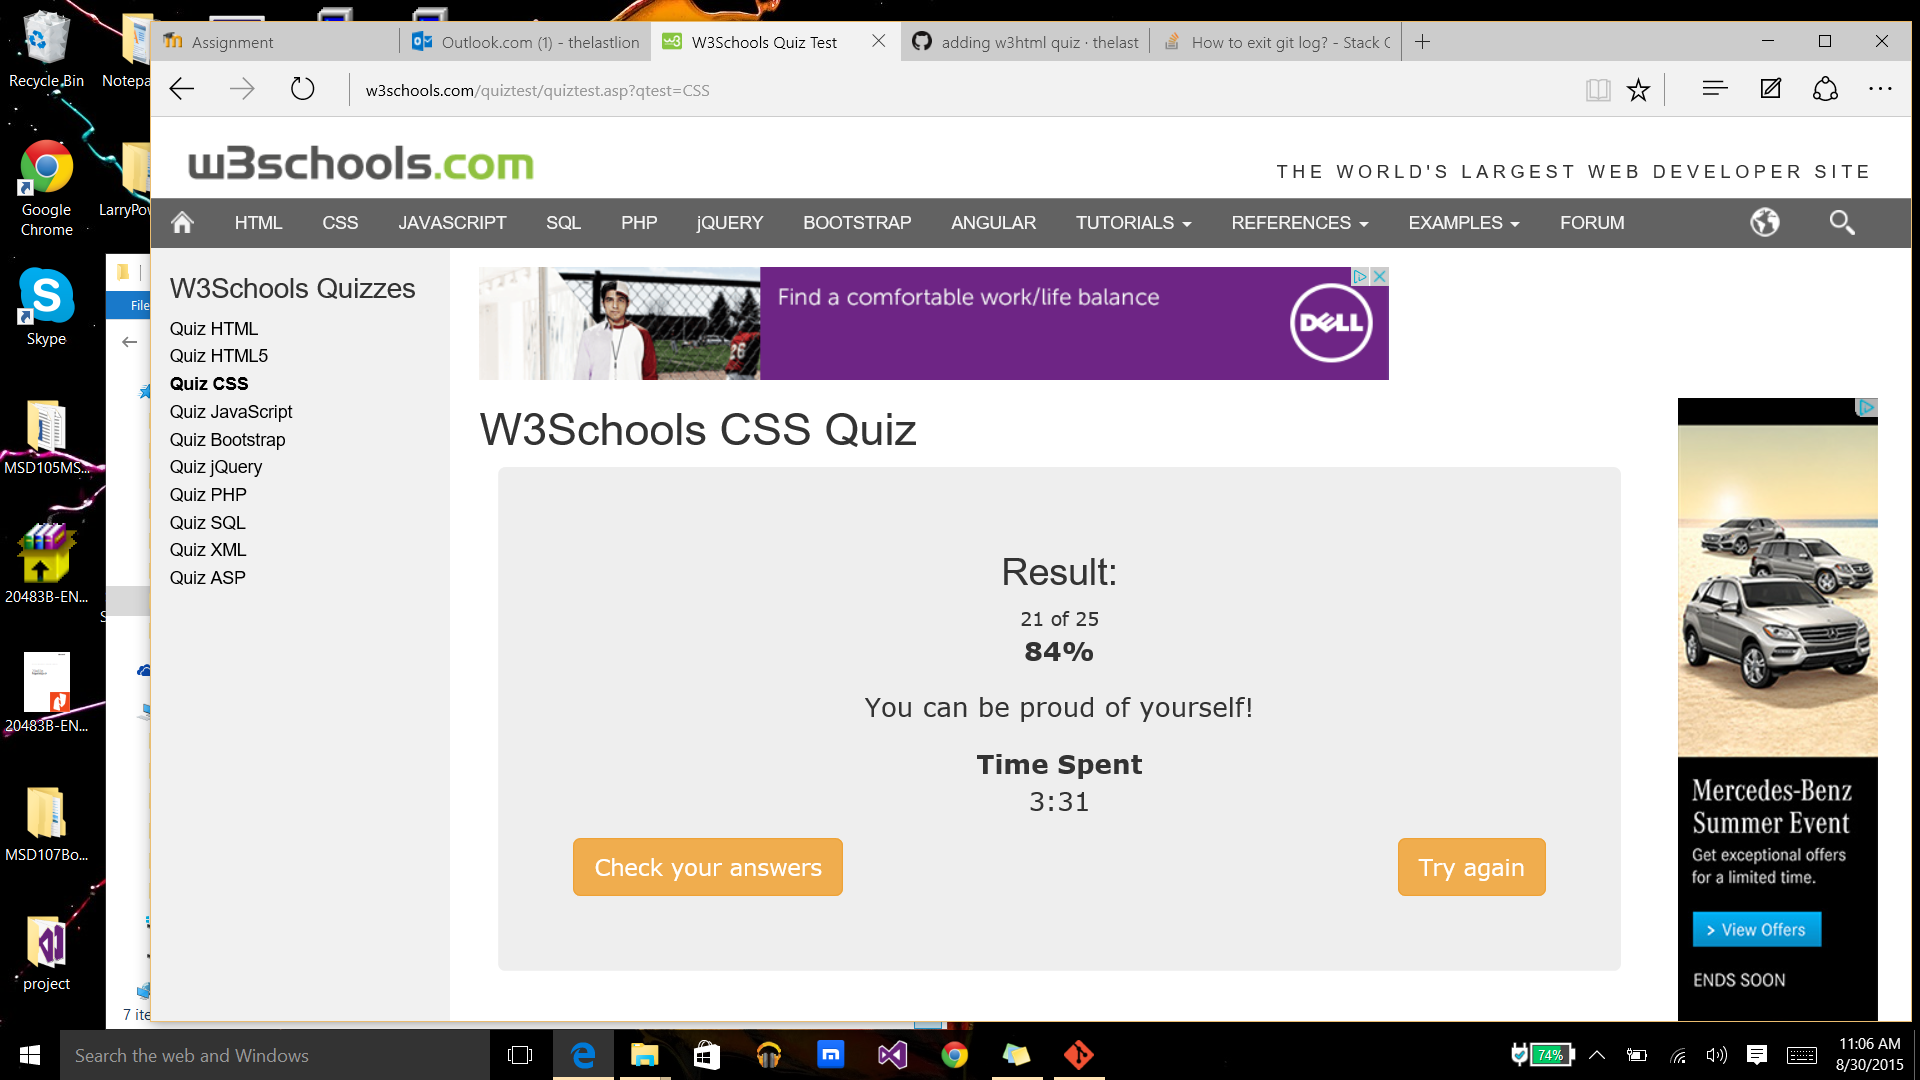 Recycle Bin
Notepa
Google
Chrome
LarryPov
Skype
MSD105MS...
20483B-EN...
20483B-EN...
MSD107Bo...
project
File
7 ite
Assignment
Outlook.com (1) - thelastlion
W3Schools Quiz Test
adding w3html quiz · thelast
How to exit git log? - Stack
w3schools.com/quiztest/quiztest.asp?qtest=CSS
w3schools.com
THE WORLD'S LARGEST WEB DEVELOPER SITE
HTML CSS JAVASCRIPT SQL PHP jQUERY BOOTSTRAP ANGULAR TUTORIALS REFERENCES EXAMPLES FORUM
W3Schools Quizzes
Quiz HTML
Quiz HTML5
Quiz CSS
Quiz JavaScript
Quiz Bootstrap
Quiz jQuery
Quiz PHP
Quiz SQL
Quiz XML
Quiz ASP
Find a comfortable work/life balance
DELL
26
W3Schools CSS Quiz
Result:
21 of 25
84%
You can be proud of yourself!
Time Spent
3:31
Check your answers
Try again
Mercedes-Benz
Summer Event
Get exceptional offers
for a limited time.
> View Offers
ENDS SOON
Search the web and Windows
74%
11:06 AM
8/30/2015